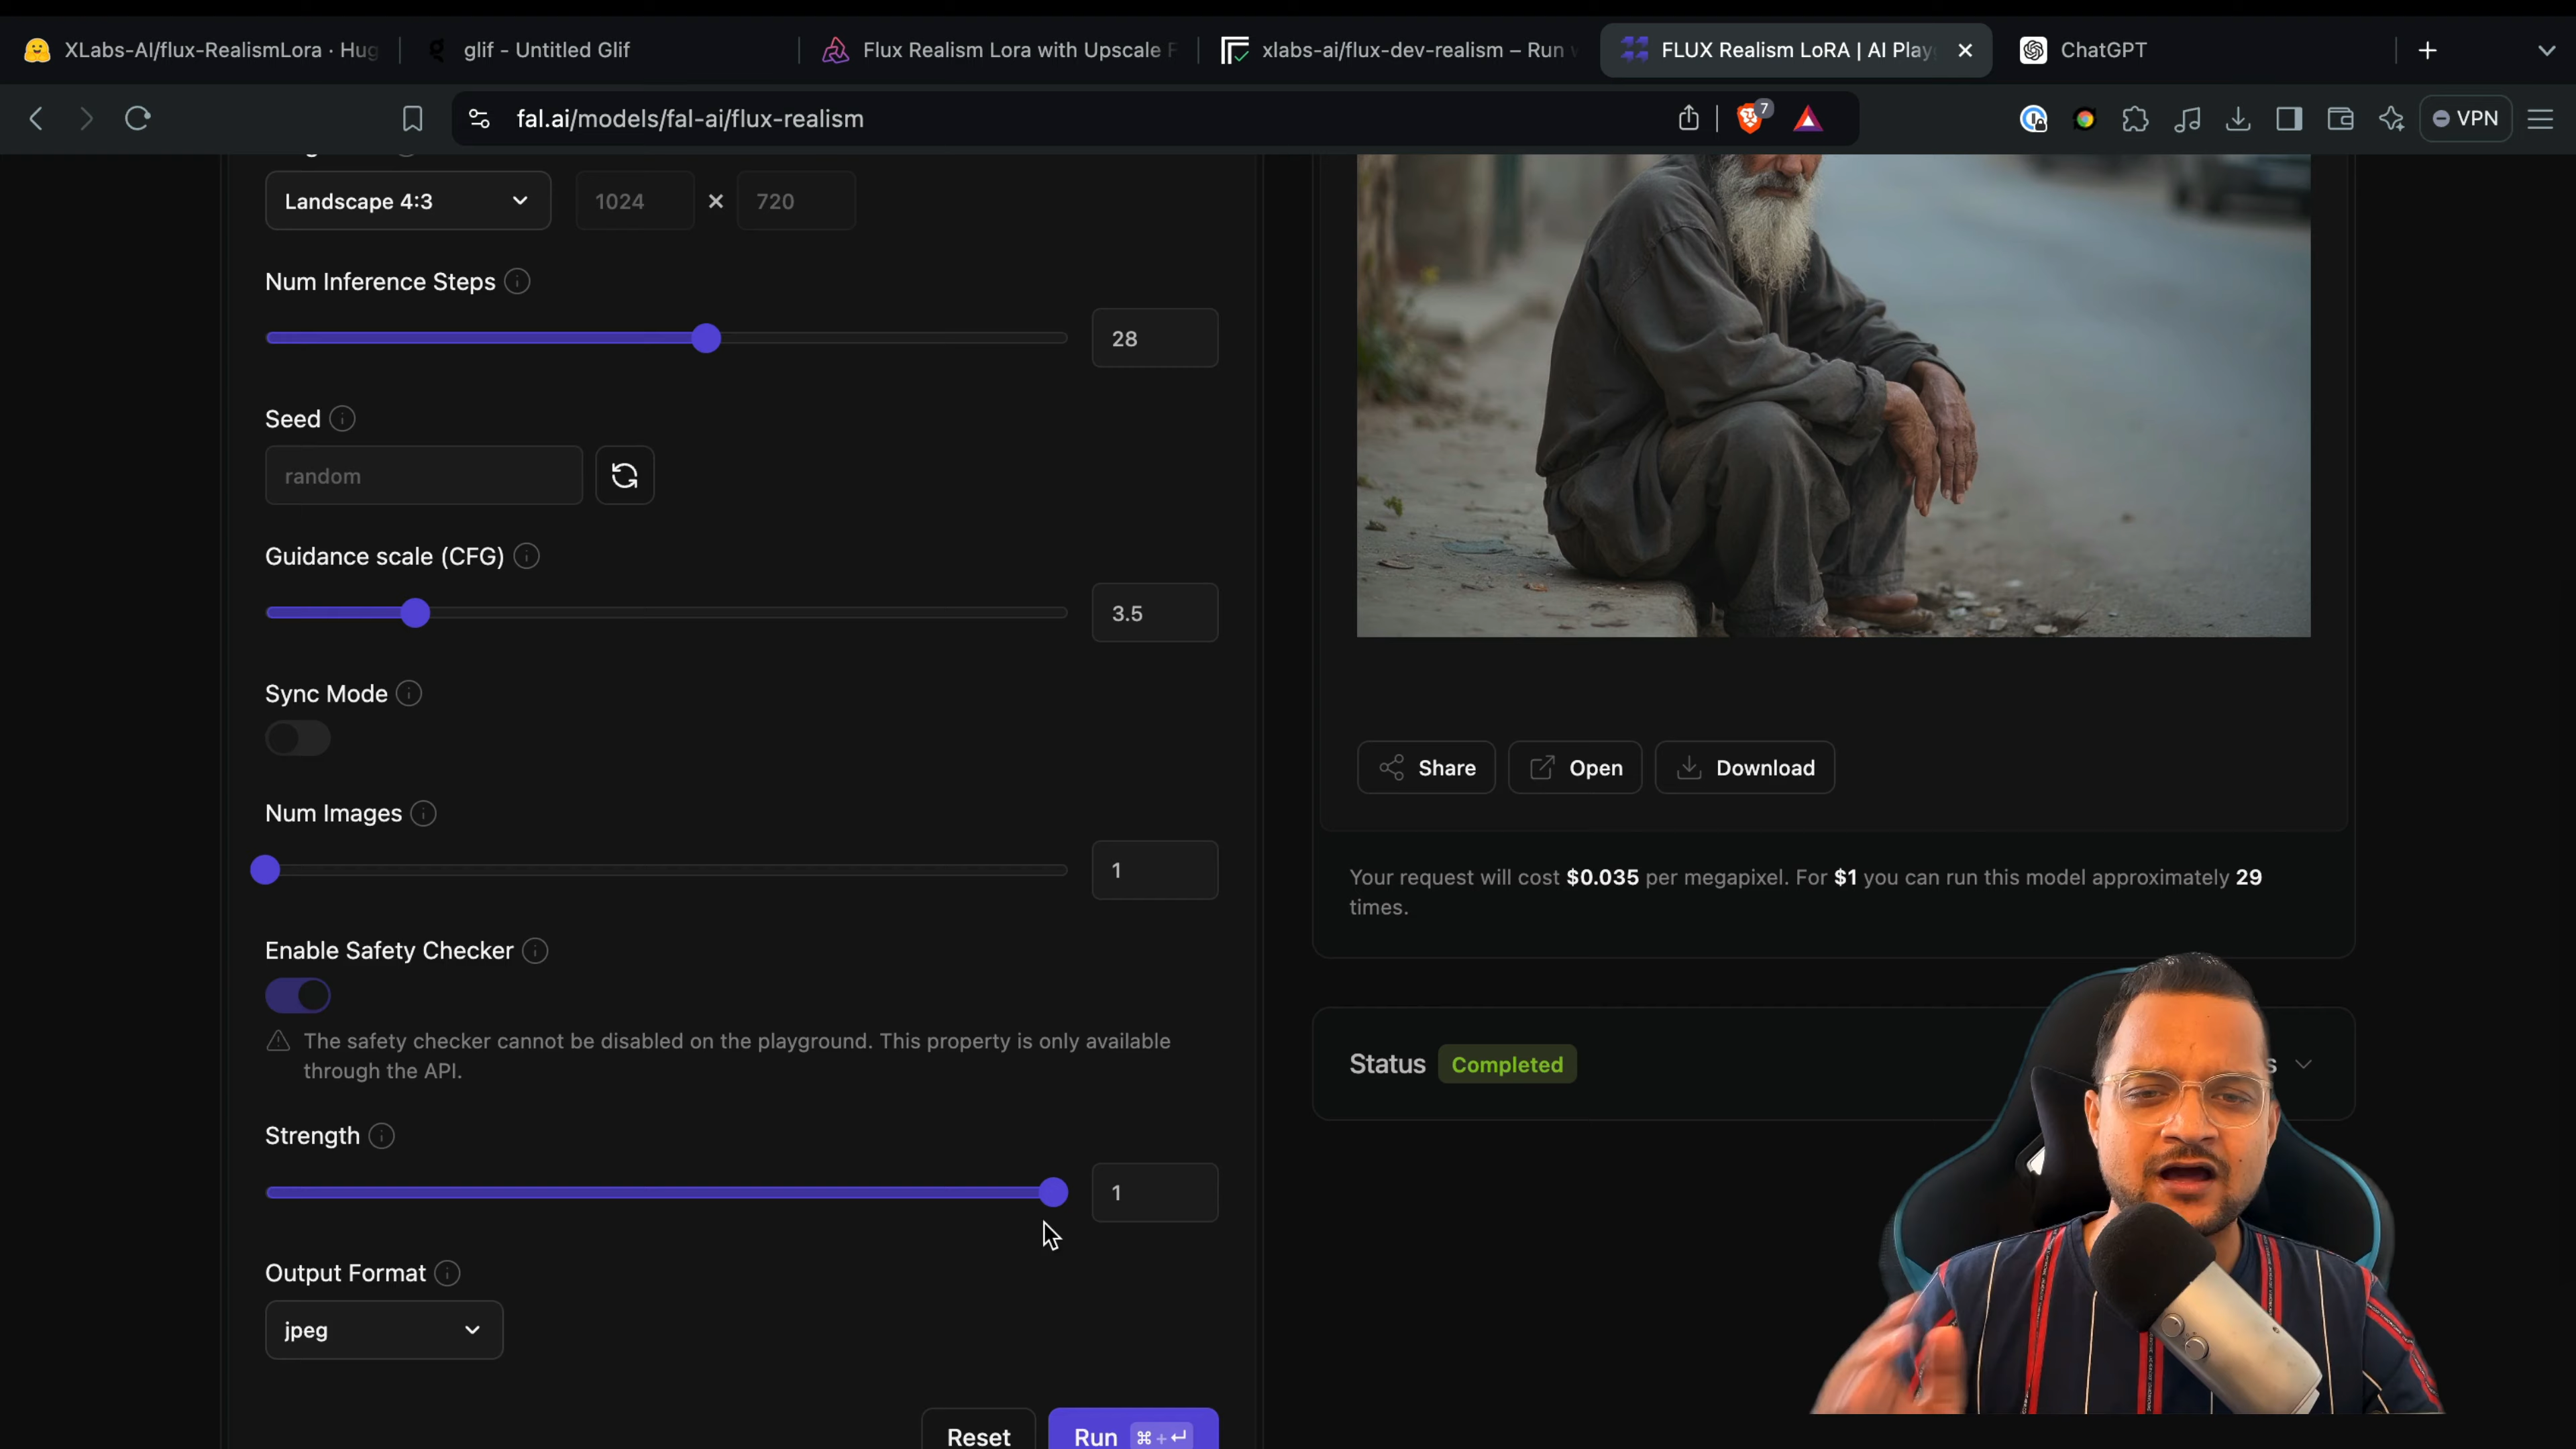 XLabs-AI/flux-RealismLora · Hug
glif - Untitled Glif
Flux Realism Lora with Upscale F
xlabs-ai/flux-dev-realism – Run w
FLUX Realism LoRA | AI Play
ChatGPT
fal.ai/models/fal-ai/flux-realism
7
VPN
Landscape 4:3
1024 × 720
Num Inference Steps
28
Seed
random
Guidance scale (CFG)
3.5
Sync Mode
Num Images
1
Enable Safety Checker
The safety checker cannot be disabled on the playground. This property is only available
through the API.
Strength
1
Output Format
jpeg
Reset
Run ⌘+↵
Share
Open
Download
Your request will cost $0.035 per megapixel. For $1 you can run this model approximately 29
times.
Status Completed